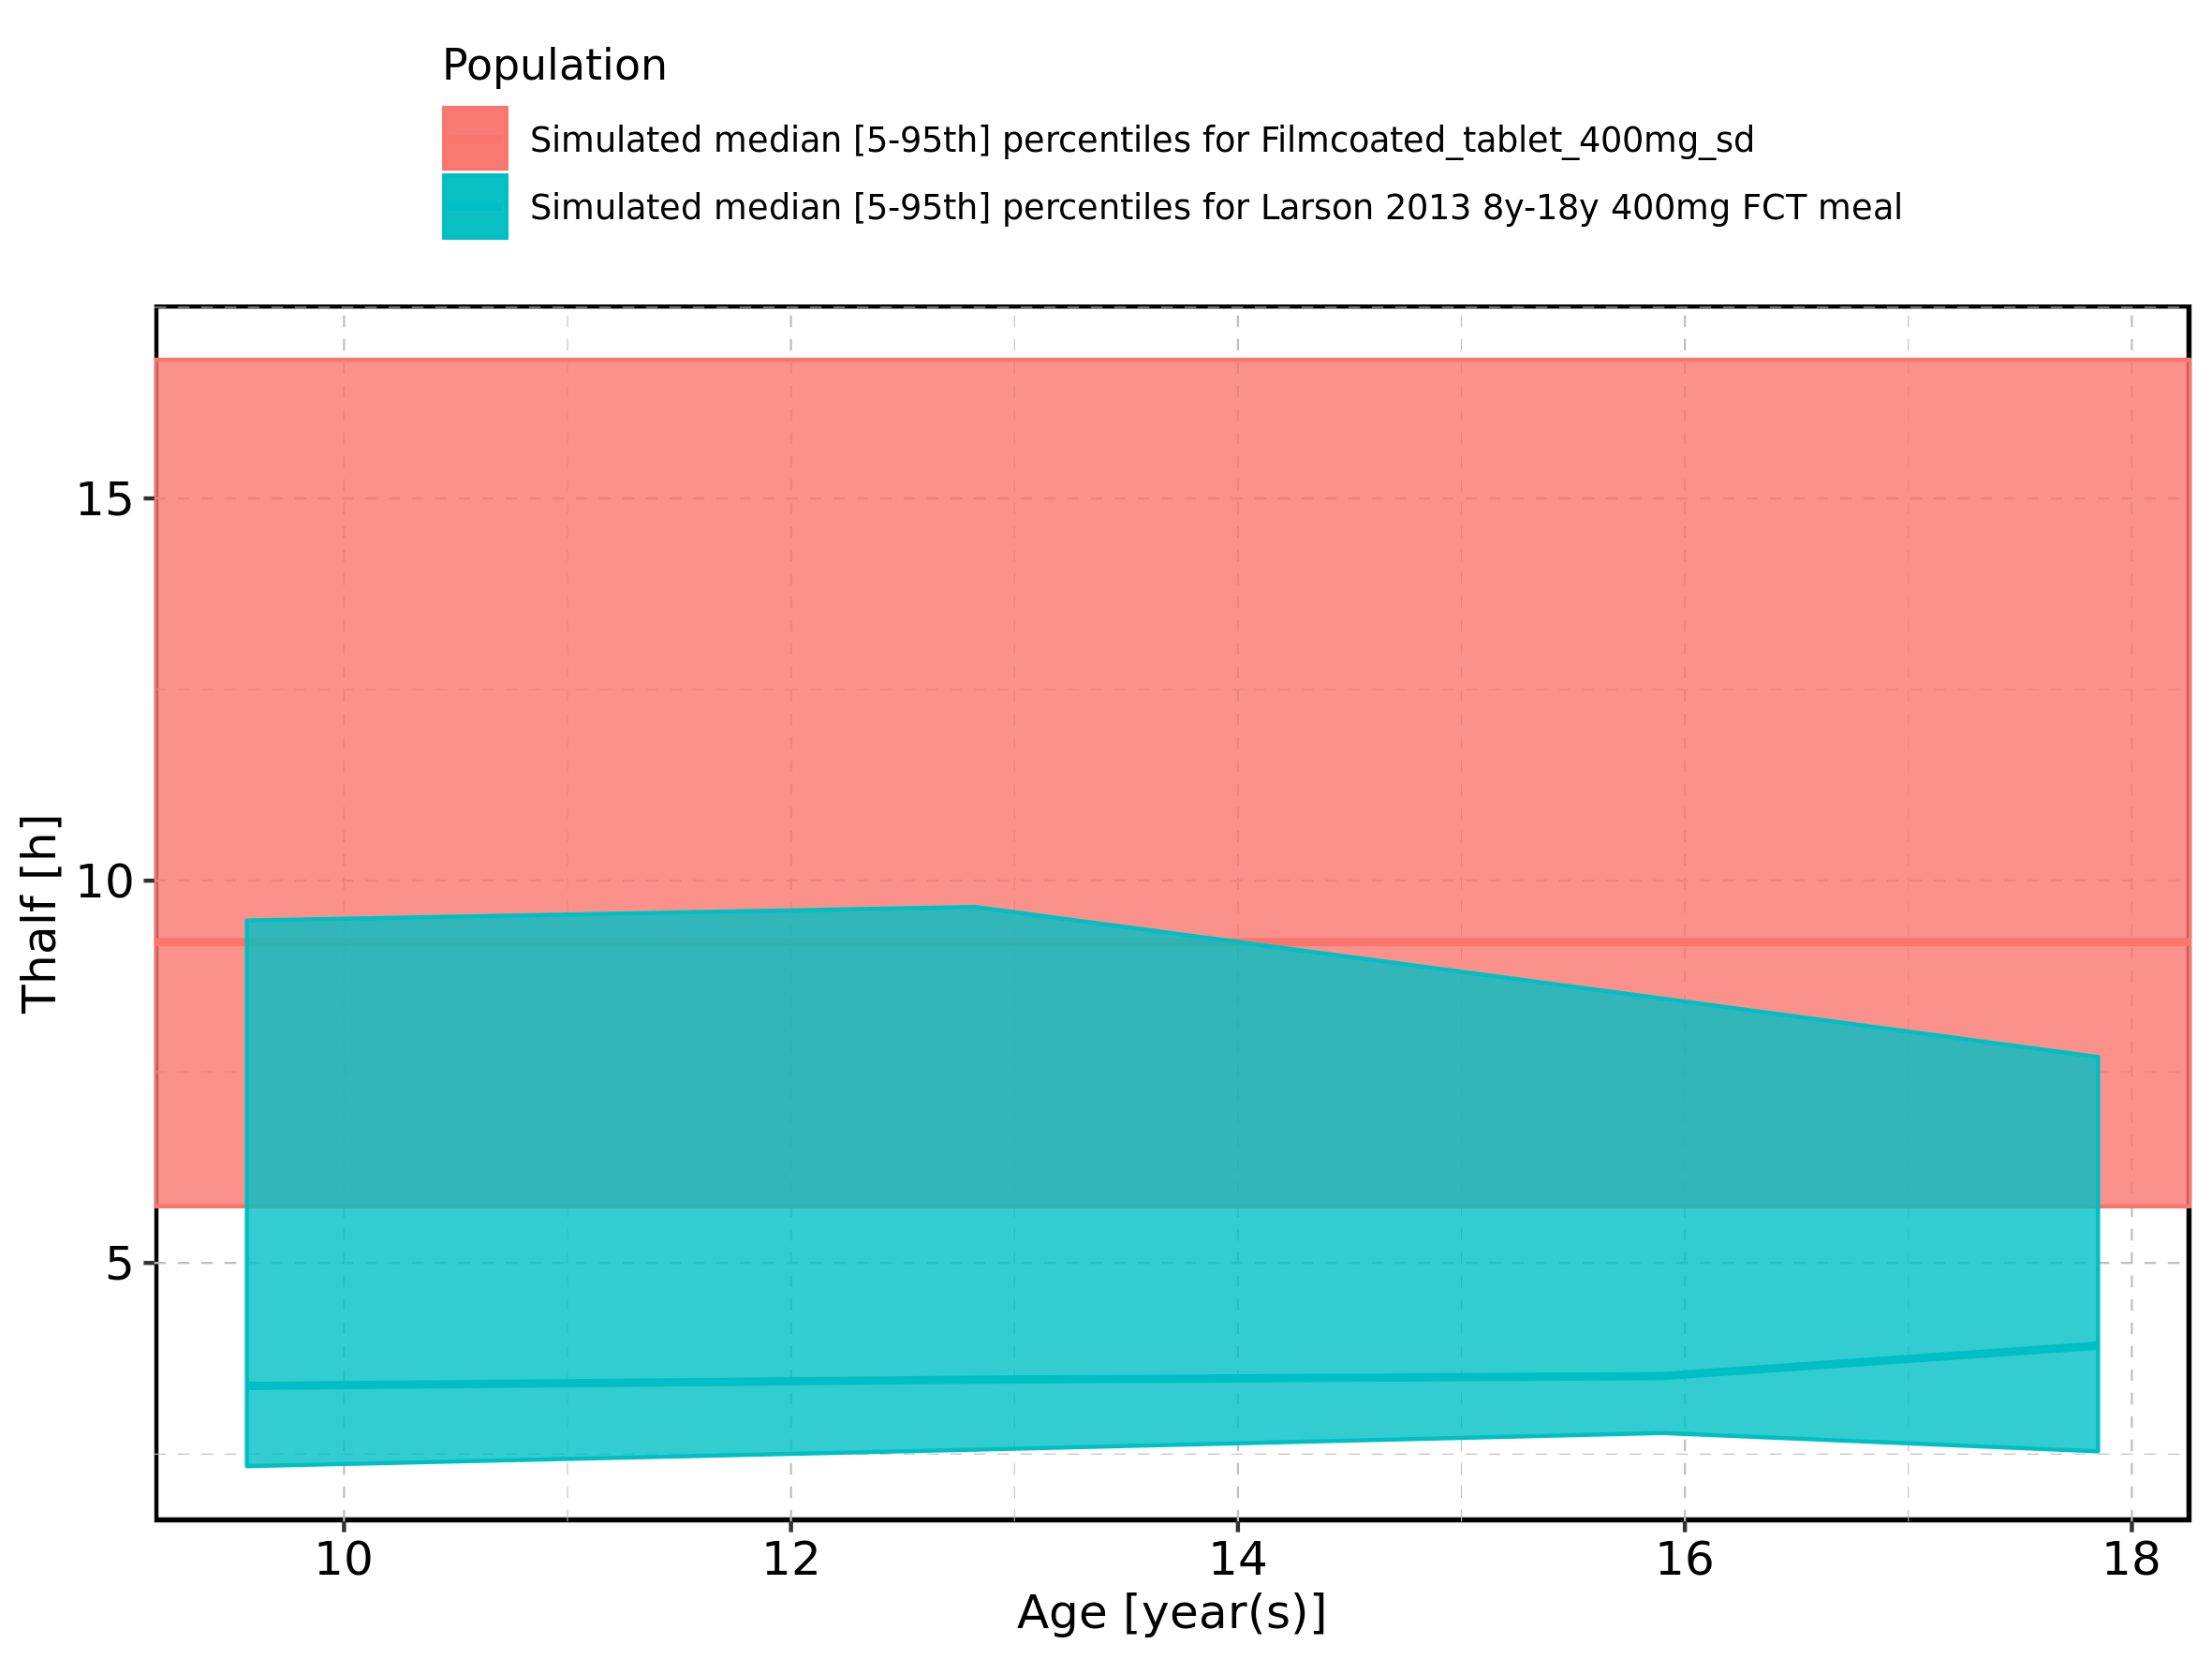 Population
Simulated median [5-95th] percentiles for Filmcoated_tablet_400mg_sd
Simulated median [5-95th] percentiles for Larson 2013 8y-18y 400mg FCT meal
15
10
5
Thalf [h]
10 12 14 16 18
Age [year(s)]